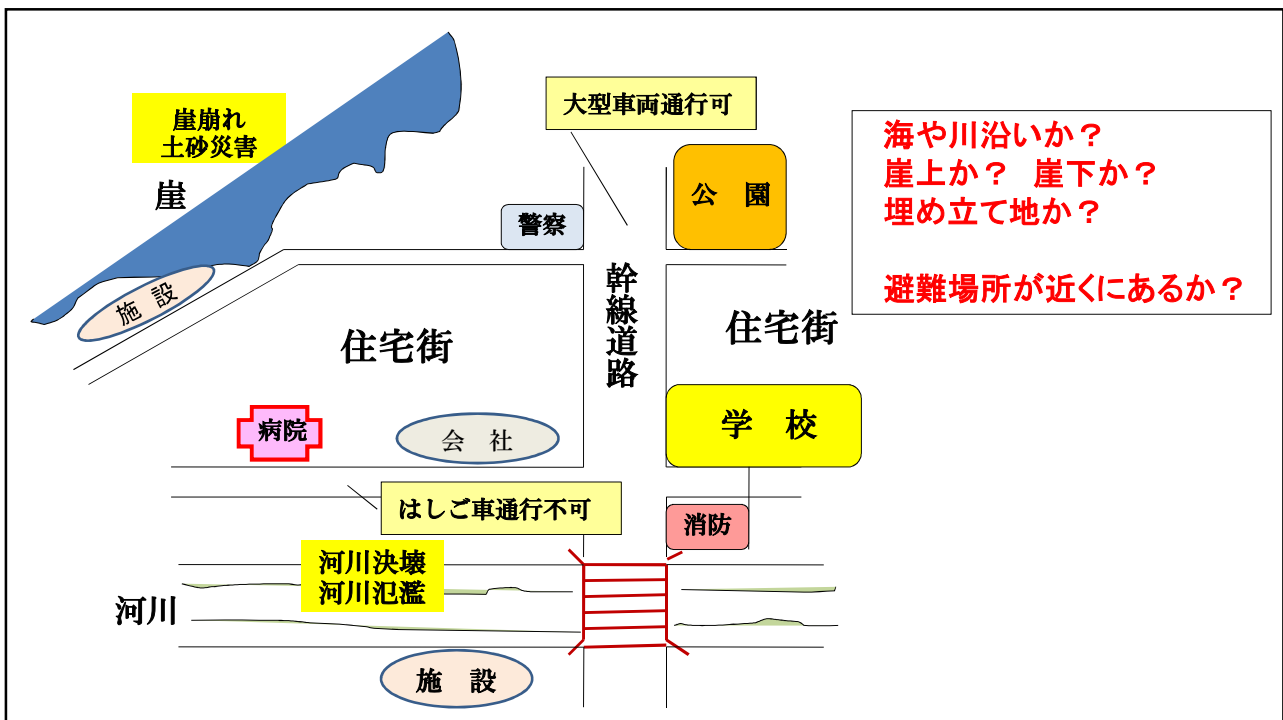 大型車両通行可
崖崩れ
土砂災害
崖
警察
公　園
海や川沿いか？
崖上か？　崖下か？
埋め立て地か？
避難場所が近くにあるか？
施　設
幹線道路
住宅街
住宅街
病院
会　社
学　校
はしご車通行不可
消防
河川決壊
河川氾濫
河川
施　設